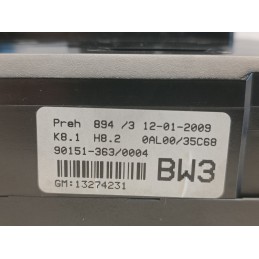 Preh 894 /3 12-01-2009
K8.1 H8.2 0AL00/35C68
90151-363/0004
BW3
GM:13274231